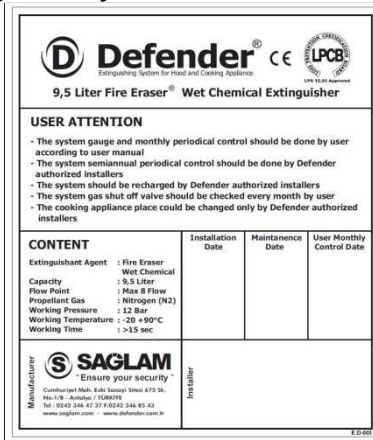 D Defender® CE LPCB
Extinguishing System for Hood and Cooking Appliance
LPS 42.83 Approved
9,5 Liter Fire Eraser® Wet Chemical Extinguisher
USER ATTENTION
- The system gauge and monthly periodical control should be done by user
according to user manual
- The system semiannual periodical control should be done by Defender
authorized installers
- The system should be recharged by Defender authorized installers
- The system gas shut off valve should be checked every month by user
- The cooking appliance place could be changed only by Defender authorized
installers
CONTENT
Extinguishant Agent : Fire Eraser
Wet Chemical
Capacity : 9,5 Liter
Flow Point : Max 8 Flow
Propellant Gas : Nitrogen (N2)
Working Pressure : 12 Bar
Working Temperature : -20 +90°C
Working Time : >15 sec
Installation
Date
Maintanence
Date
User Monthly
Control Date
Manufacturer
S SAGLAM
"Ensure your security"
Cumhuriyet Mah. Eski Sanayi Sitesi 675 Sk.
No:1/B - Antalya / TÜRKİYE
Tel : 0242 346 47 37 F:0242 346 85 43
www.saglam.com - www.defender.com.tr
Installer
E.D-003